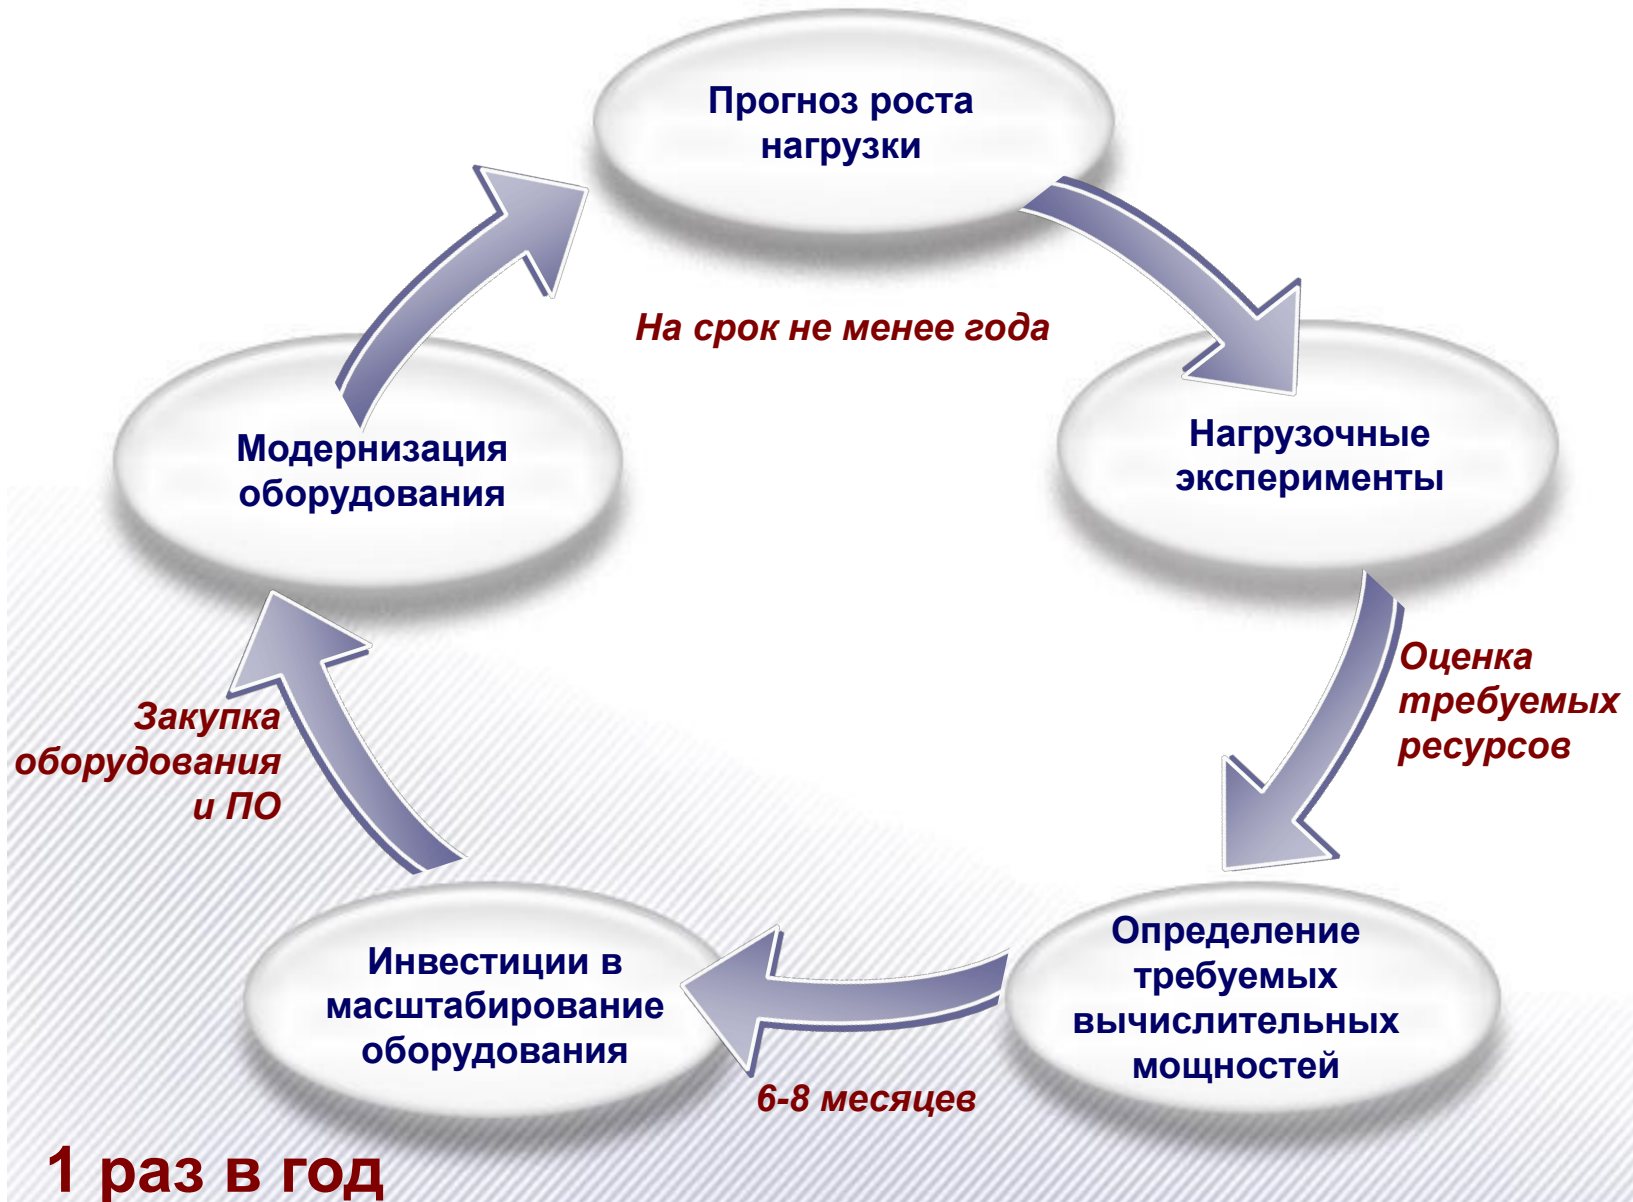 Прогноз роста
нагрузки
На срок не менее года
Модернизация
оборудования
Нагрузочные
эксперименты
Оценка
требуемых
ресурсов
Закупка
оборудования
и ПО
Определение
требуемых
вычислительных
мощностей
Инвестиции в
масштабирование
оборудования
6-8 месяцев
1 раз в год